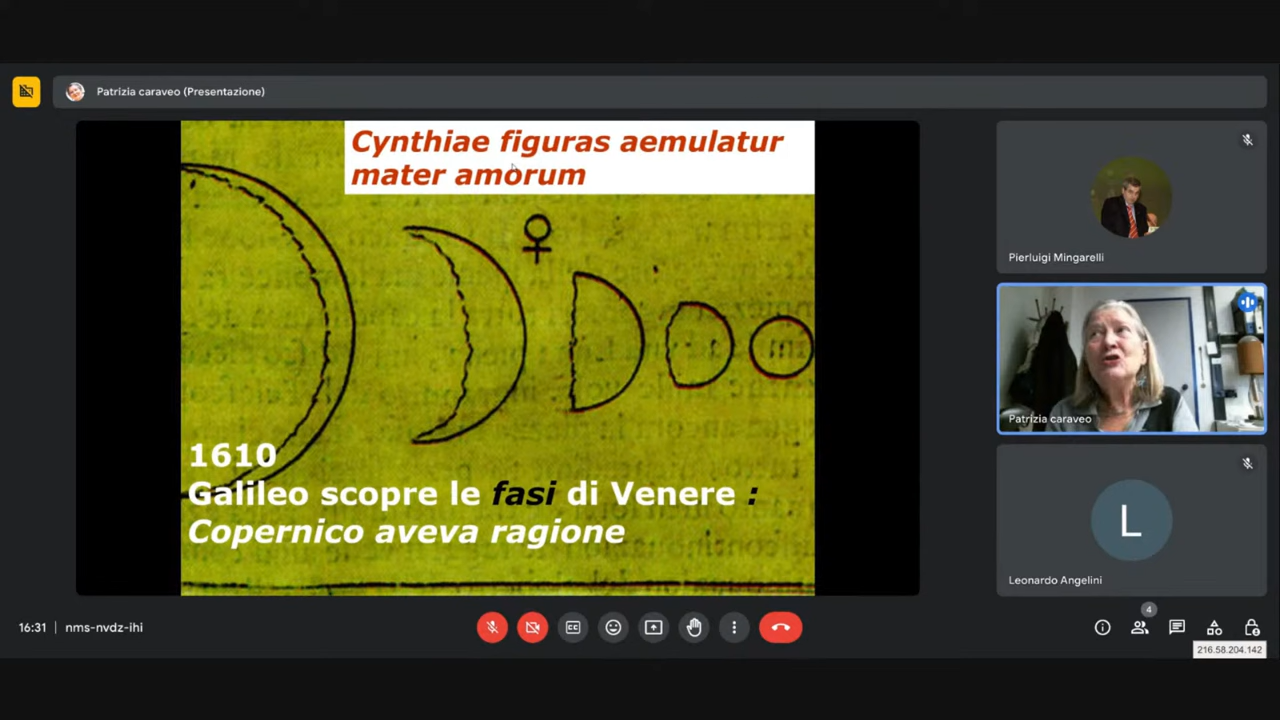 Patrizia caraveo (Presentazione)
Cynthiae figuras aemulatur
mater amorum
1610
Galileo scopre le fasi di Venere :
Copernico aveva ragione
Pierluigi Mingarelli
Patrizia caraveo
L
Leonardo Angelini
16:31 | nms-nvdz-ihi
CC
4
216.58.204.142